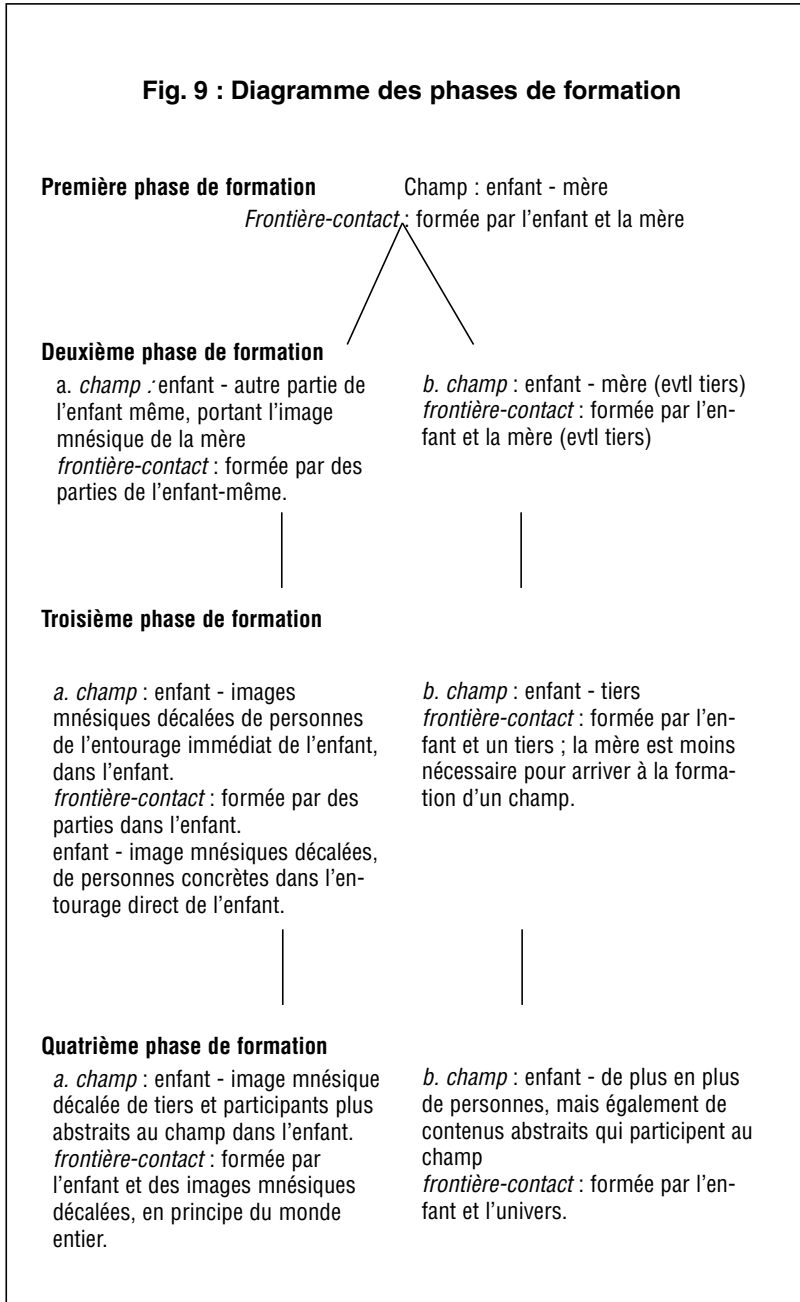 Fig. 9 : Diagramme des phases de formation
Première phase de formation Champ : enfant - mère
Frontière-contact : formée par l'enfant et la mère
Deuxième phase de formation
a. champ : enfant - autre partie de
l'enfant même, portant l'image
mnésique de la mère
frontière-contact : formée par des
parties de l'enfant-même.
b. champ : enfant - mère (evtl tiers)
frontière-contact : formée par l'en-
fant et la mère (evtl tiers)
Troisième phase de formation
a. champ : enfant - images
mnésiques décalées de personnes
de l'entourage immédiat de l'enfant,
dans l'enfant.
frontière-contact : formée par des
parties dans l'enfant.
enfant - image mnésiques décalées,
de personnes concrètes dans l'en-
tourage direct de l'enfant.
b. champ : enfant - tiers
frontière-contact : formée par l'en-
fant et un tiers ; la mère est moins
nécessaire pour arriver à la forma-
tion d'un champ.
Quatrième phase de formation
a. champ : enfant - image mnésique
décalée de tiers et participants plus
abstraits au champ dans l'enfant.
frontière-contact : formée par
l'enfant et des images mnésiques
décalées, en principe du monde
entier.
b. champ : enfant - de plus en plus
de personnes, mais également de
contenus abstraits qui participent au
champ
frontière-contact : formée par l'en-
fant et l'univers.